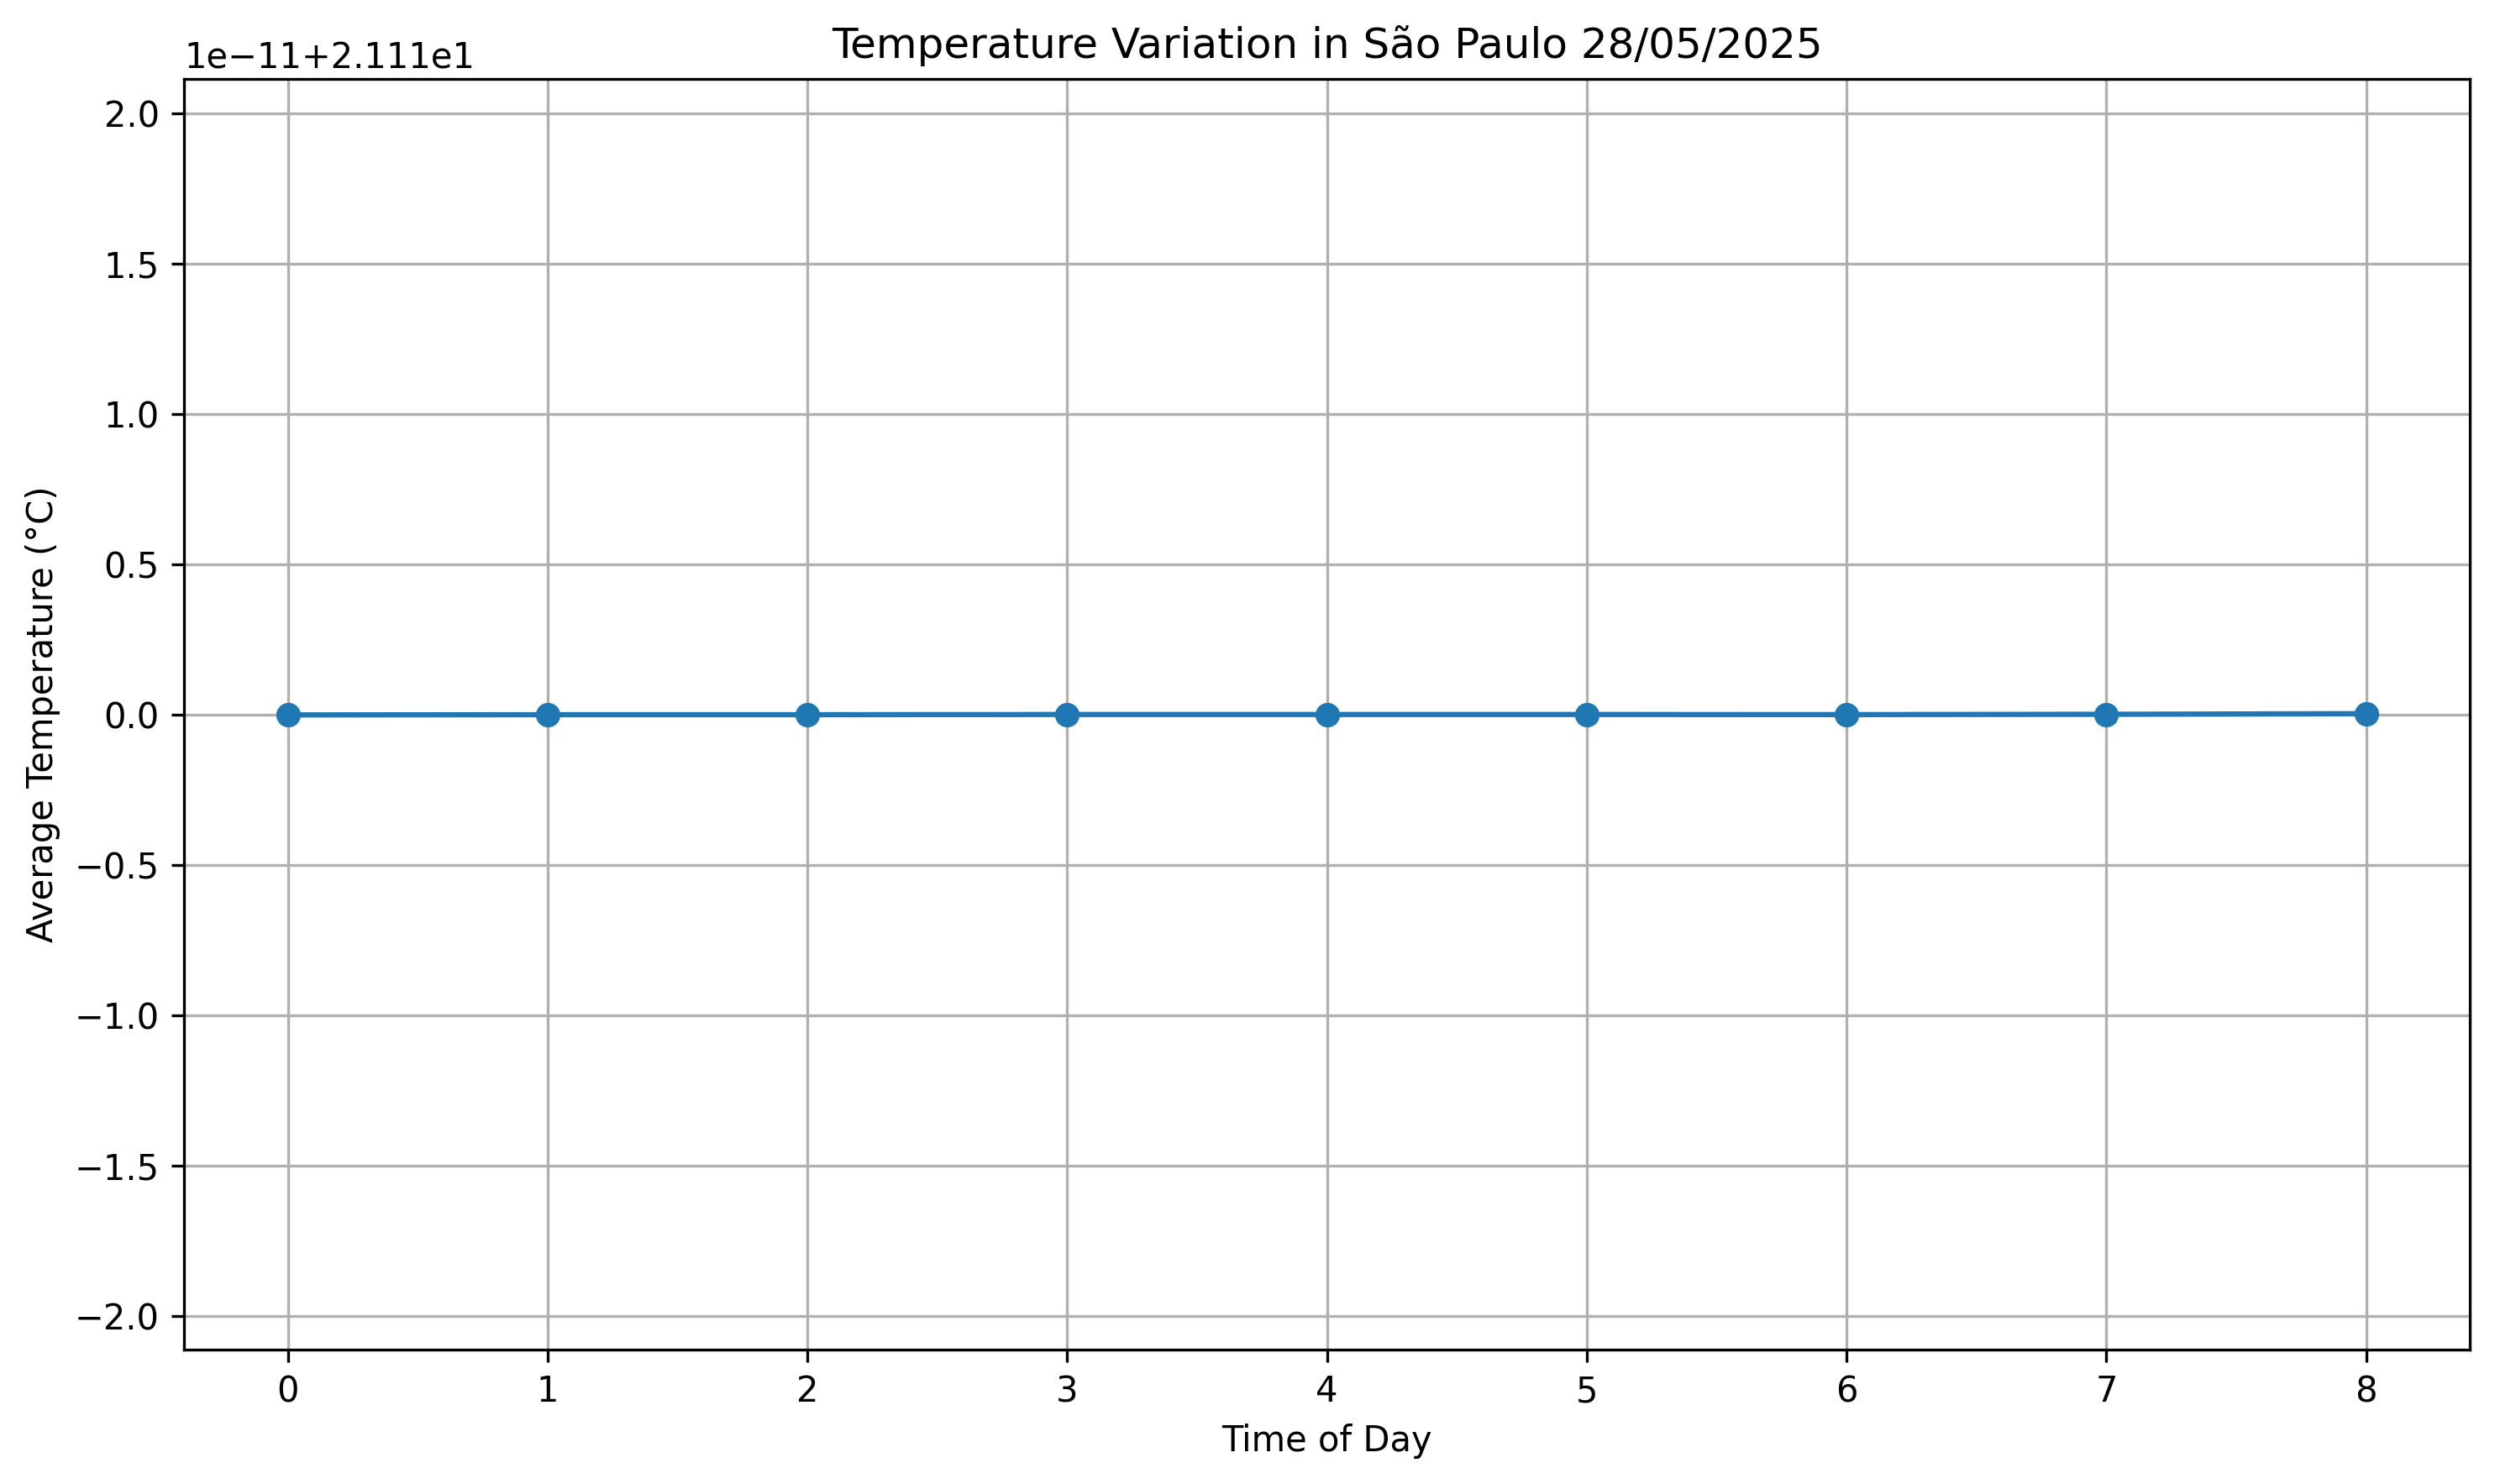 Temperature Variation in São Paulo 28/05/2025
1e−11+2.111e1
2.0
1.5
1.0
0.5
0.0
−0.5
−1.0
−1.5
−2.0
Average Temperature (°C)
0 1 2 3 4 5 6 7 8
Time of Day